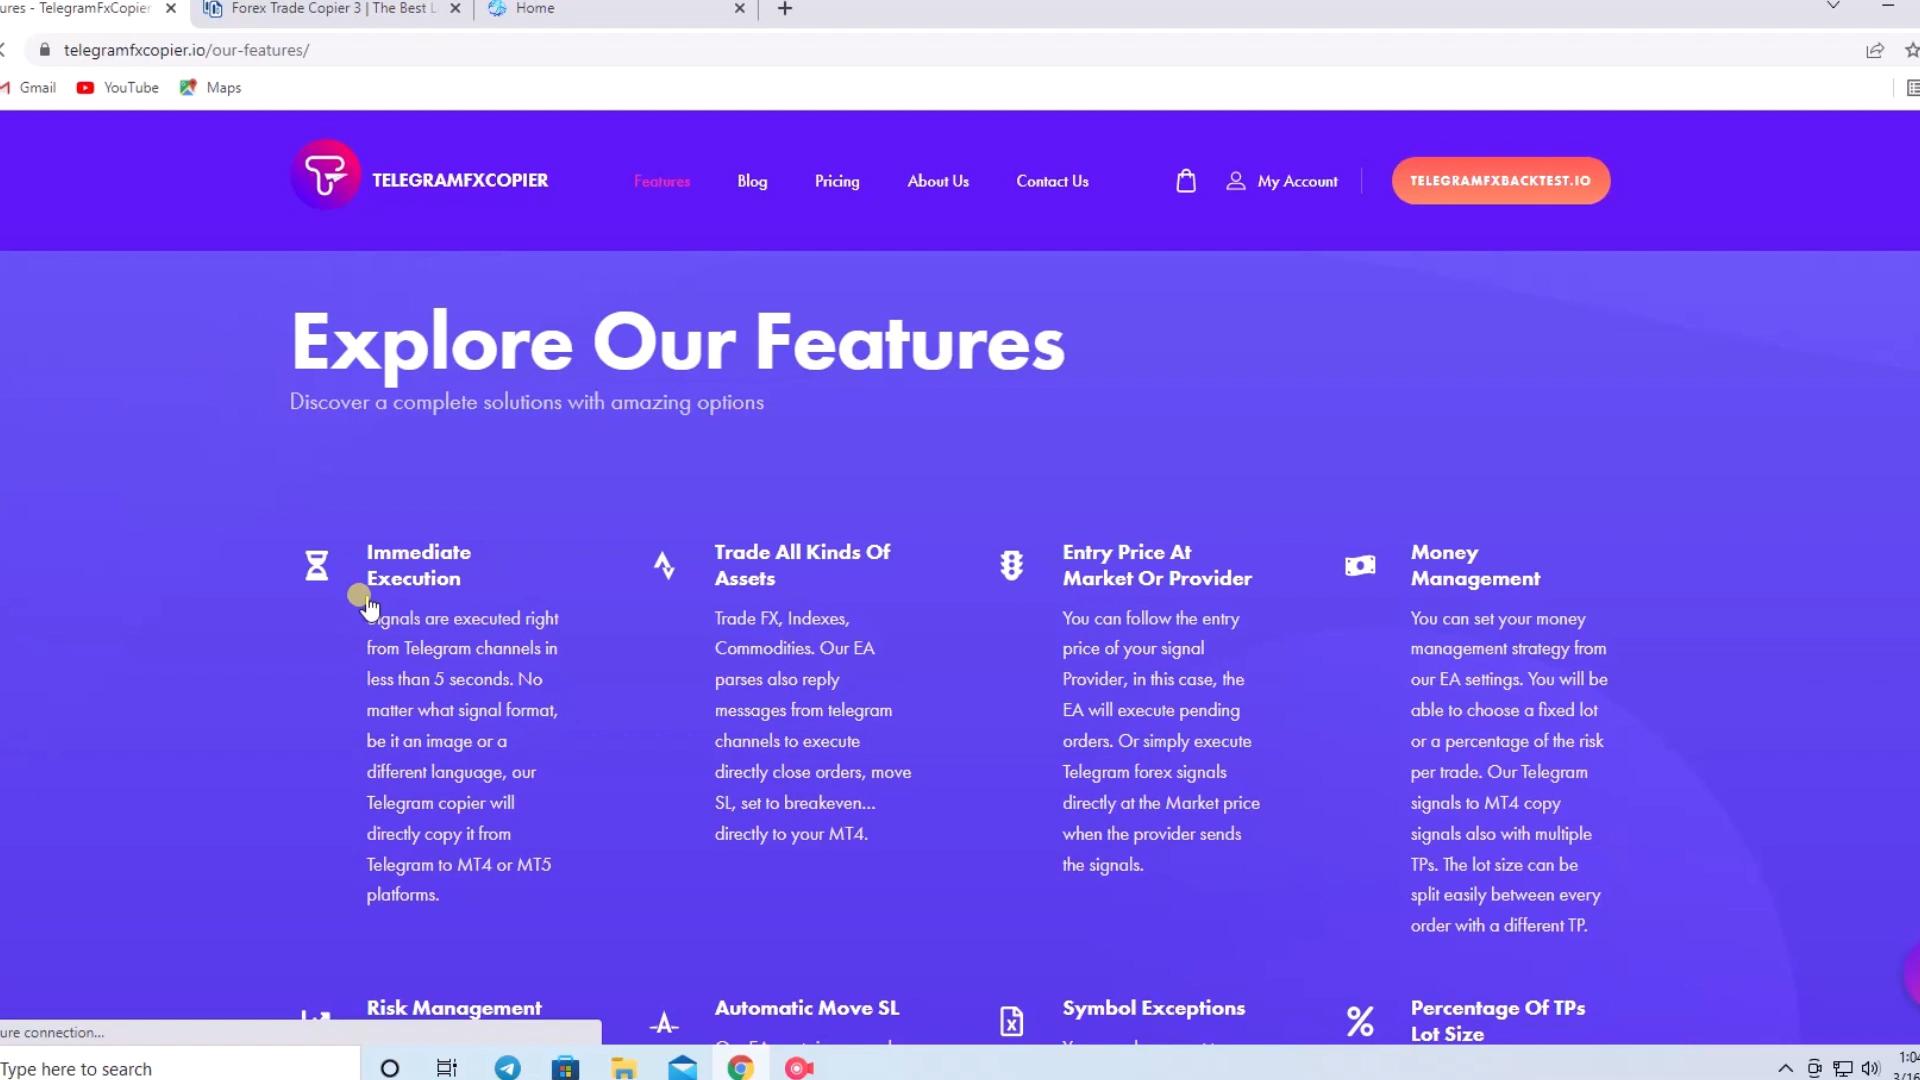 ures - TelegramFxCopier
Forex Trade Copier 3 | The Best L
Home
telegramfxcopier.io/our-features/
Gmail
YouTube
Maps
TELEGRAMFXCOPIER
Features
Blog
Pricing
About Us
Contact Us
My Account
TELEGRAMFXBACKTEST.IO
Explore Our Features
Discover a complete solutions with amazing options
Immediate
Execution
ignals are executed right
from Telegram channels in
less than 5 seconds. No
matter what signal format,
be it an image or a
different language, our
Telegram copier will
directly copy it from
Telegram to MT4 or MT5
platforms.
Trade All Kinds Of
Assets
Trade FX, Indexes,
Commodities. Our EA
parses also reply
messages from telegram
channels to execute
directly close orders, move
SL, set to breakeven...
directly to your MT4.
Entry Price At
Market Or Provider
You can follow the entry
price of your signal
Provider, in this case, the
EA will execute pending
orders. Or simply execute
Telegram forex signals
directly at the Market price
when the provider sends
the signals.
Money
Management
You can set your money
management strategy from
our EA settings. You will be
able to choose a fixed lot
or a percentage of the risk
per trade. Our Telegram
signals to MT4 copy
signals also with multiple
TPs. The lot size can be
split easily between every
order with a different TP.
Risk Management
Automatic Move SL
Symbol Exceptions
Percentage Of TPs
Lot Size
ure connection...
Type here to search
1:04
3/16